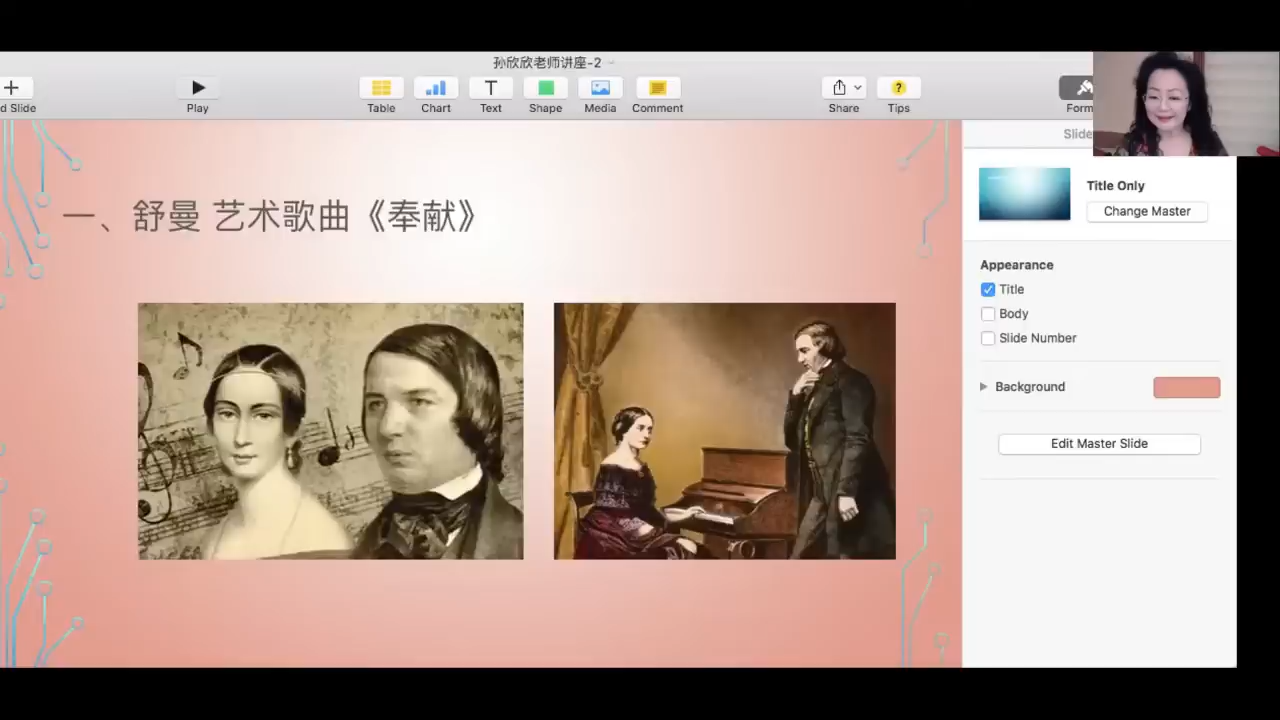 孙欣欣老师讲座-2
d Slide
Play
Table
Chart
Text
Shape
Media
Comment
Share
Tips
Form
Slide
Title Only
Change Master
Appearance
Title
Body
Slide Number
Background
Edit Master Slide
一、舒曼 艺术歌曲《奉献》